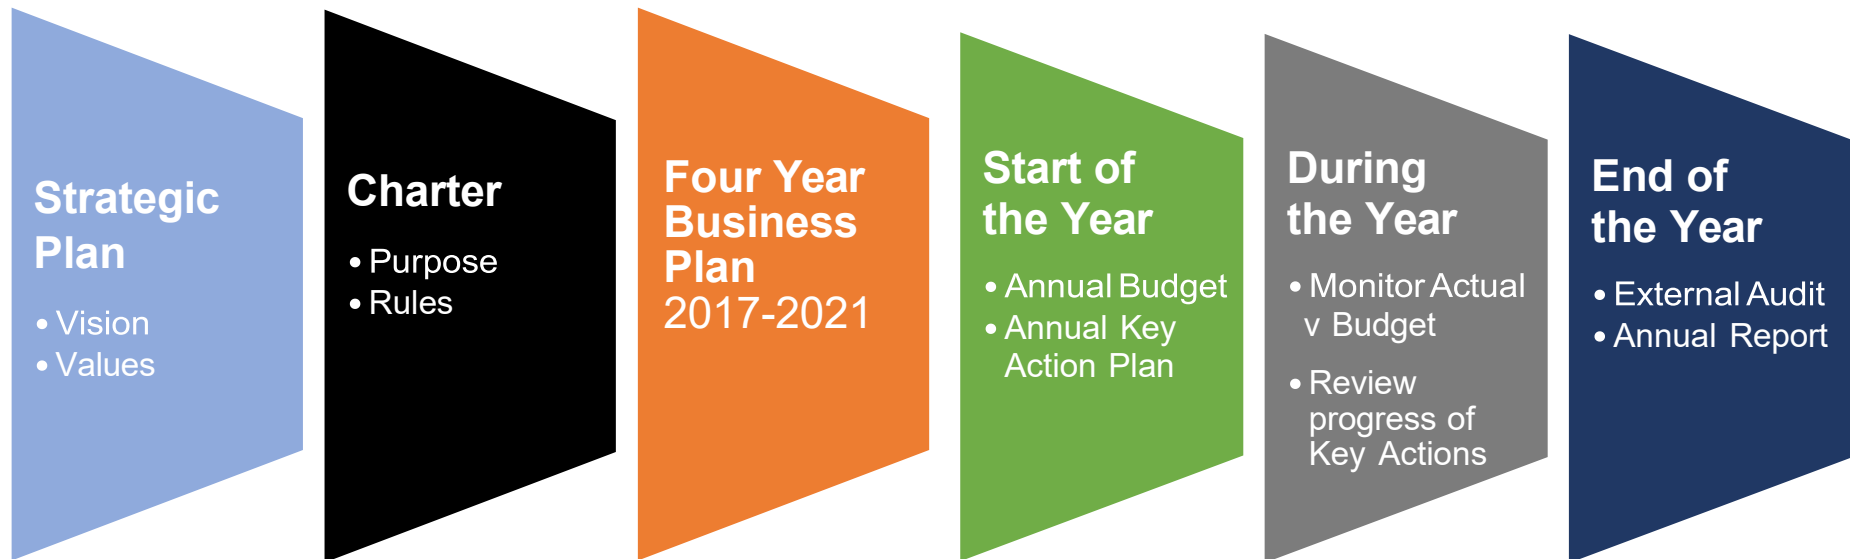 Strategic
Plan
• Vision
• Values
Charter
• Purpose
• Rules
Four Year
Business
Plan
2017-2021
Start of
the Year
• Annual Budget
• Annual Key
Action Plan
During
the Year
• Monitor Actual
v Budget
• Review
progress of
Key Actions
End of
the Year
• External Audit
• Annual Report